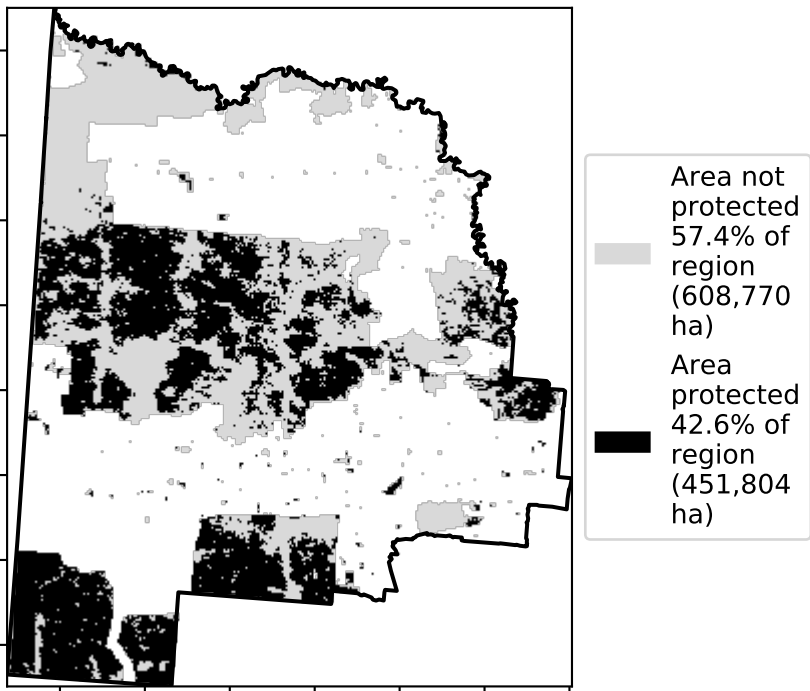 Area not
protected
57.4% of
region
(608,770
ha)
Area
protected
42.6% of
region
(451,804
ha)